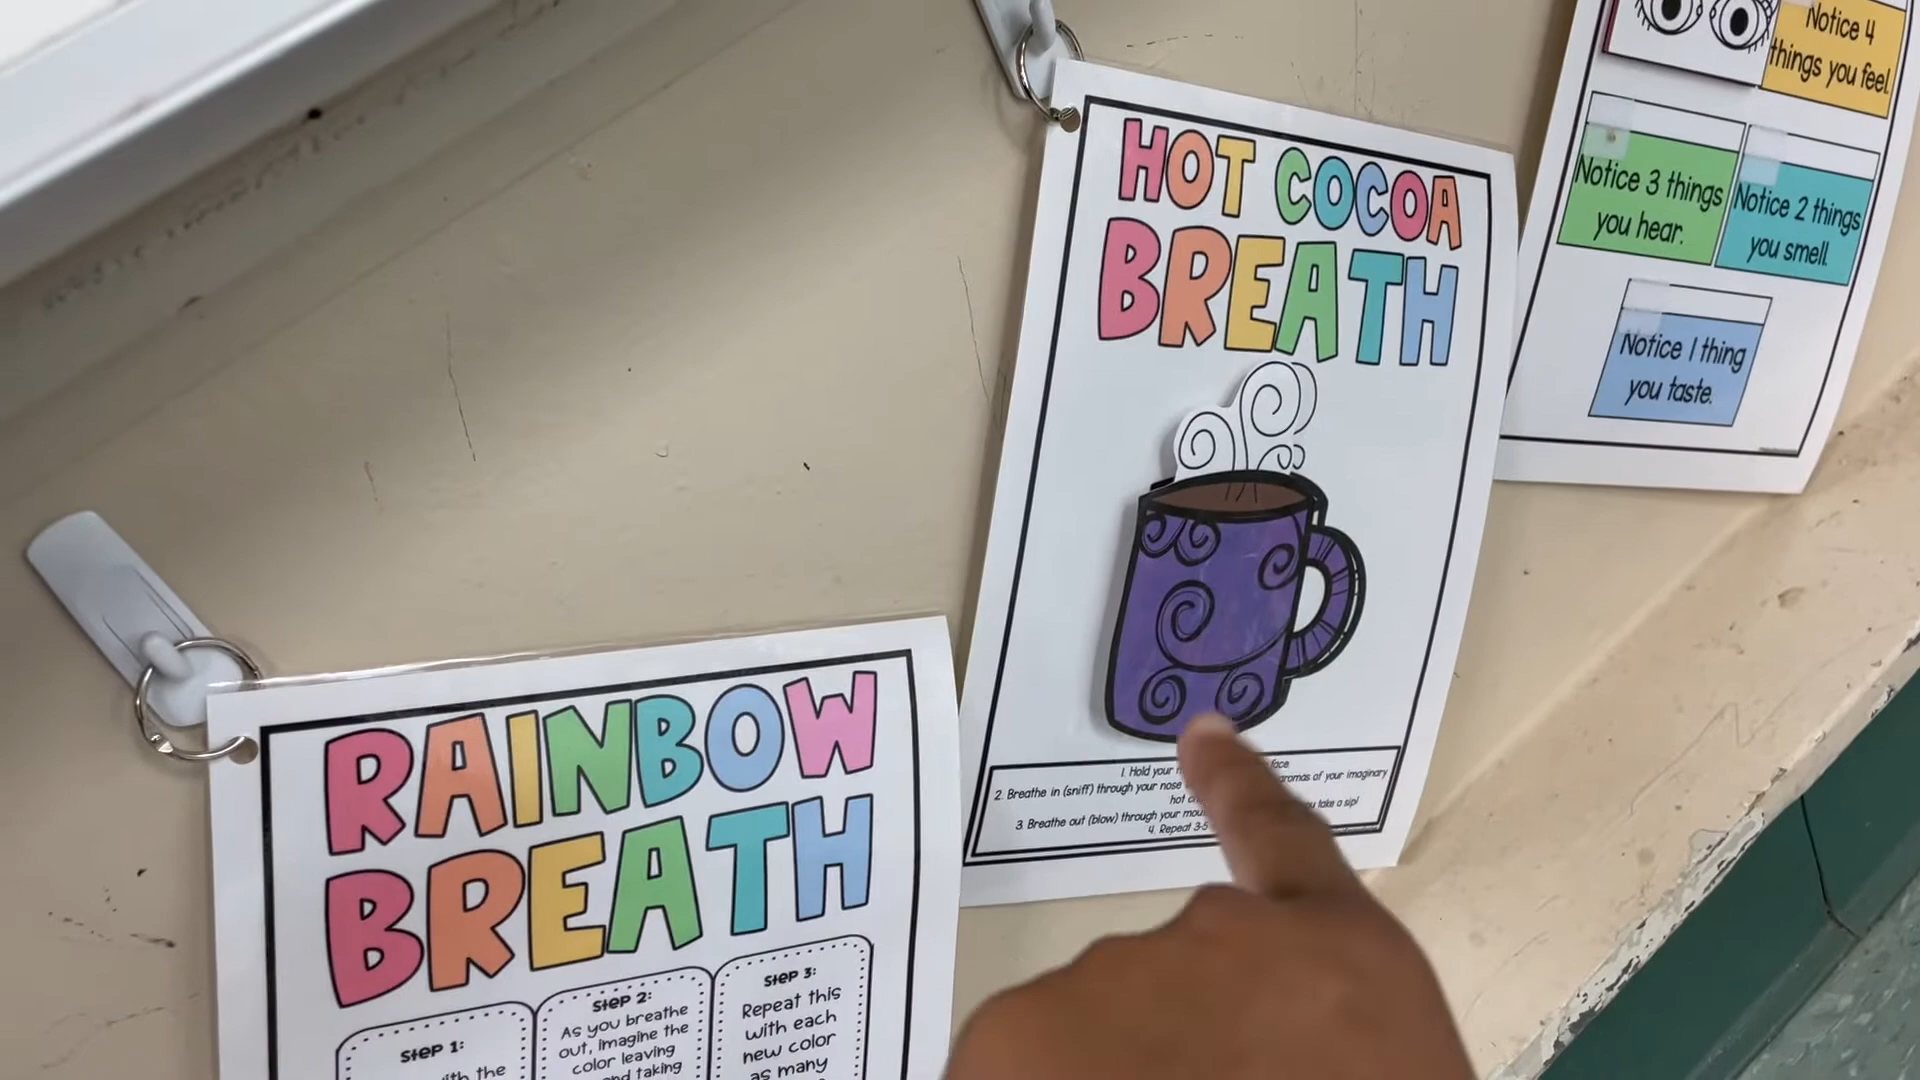 RAINBOW
BREATH
Step 1:
with the
Step 2:
As you breathe
out, imagine the
color leaving
and taking
Step 3:
Repeat this
with each
new color
as many
HOT COCOA
BREATH
1. Hold your face
2. Breathe in (sniff) through your nose aromas of your imaginary
hot you take a sip!
3. Breathe out (blow) through your
4. Repeat 3-5
Notice 4
things you feel.
Notice 3 things
you hear.
Notice 2 things
you smell.
Notice 1 thing
you taste.